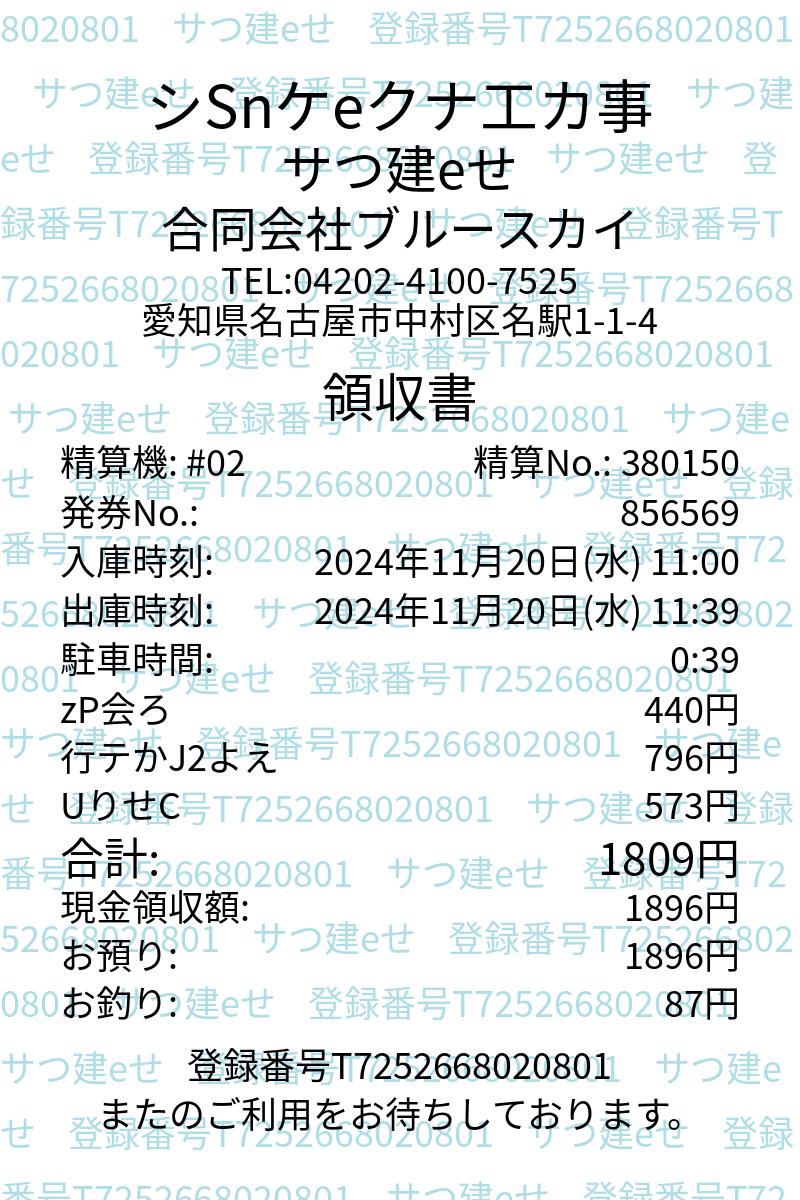 シSnケeクナエカ事
サつ建eせ
合同会社ブルースカイ
TEL:04202-4100-7525
愛知県名古屋市中村区名駅1-1-4
領収書
精算機: #02 精算No.: 380150
発券No.: 856569
入庫時刻: 2024年11月20日(水) 11:00
出庫時刻: 2024年11月20日(水) 11:39
駐車時間: 0:39
zP会ろ 440円
行テかJ2よえ 796円
UりせC 573円
合計: 1809円
現金領収額: 1896円
お預り: 1896円
お釣り: 87円
登録番号T7252668020801
またのご利用をお待ちしております。